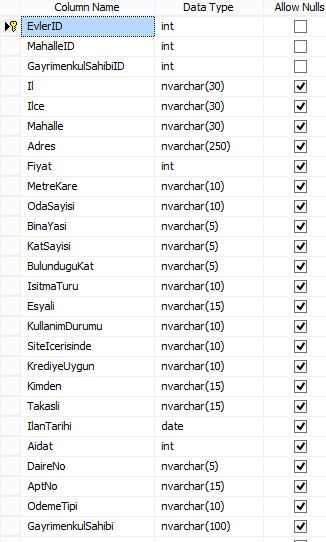 Column Name Data Type Allow Nulls
EvlerID int
MahalleID int
GayrimenkulSahibiID int
Il nvarchar(30)
Ilce nvarchar(30)
Mahalle nvarchar(30)
Adres nvarchar(250)
Fiyat int
MetreKare nvarchar(10)
OdaSayisi nvarchar(10)
BinaYasi nvarchar(5)
KatSayisi nvarchar(5)
BulunduguKat nvarchar(5)
IsitmaTuru nvarchar(10)
Esyali nvarchar(15)
KullanimDurumu nvarchar(10)
SiteIcerisinde nvarchar(10)
KrediyeUygun nvarchar(10)
Kimden nvarchar(15)
Takasli nvarchar(15)
IlanTarihi date
Aidat int
DaireNo nvarchar(5)
AptNo nvarchar(15)
OdemeTipi nvarchar(10)
GayrimenkulSahibi nvarchar(100)